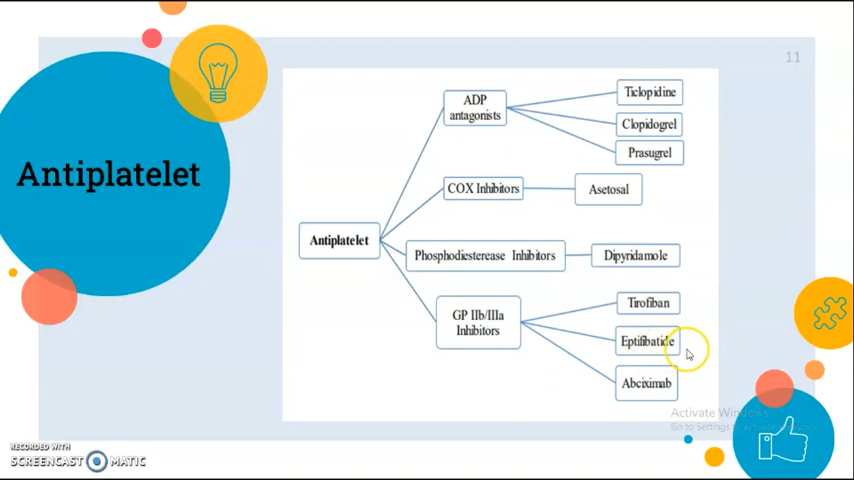 11
Antiplatelet
ADP
antagonists
Ticlopidine
Clopidogrel
Prasugrel
COX Inhibitors
Asetosal
Antiplatelet
Phosphodiesterease Inhibitors
Dipyridamole
GP IIb/IIIa
Inhibitors
Tirofiban
Eptifibatide
Abciximab
Activate Windows
Go to Settings to activate Windows
RECORDED WITH
SCREENCAST MATIC